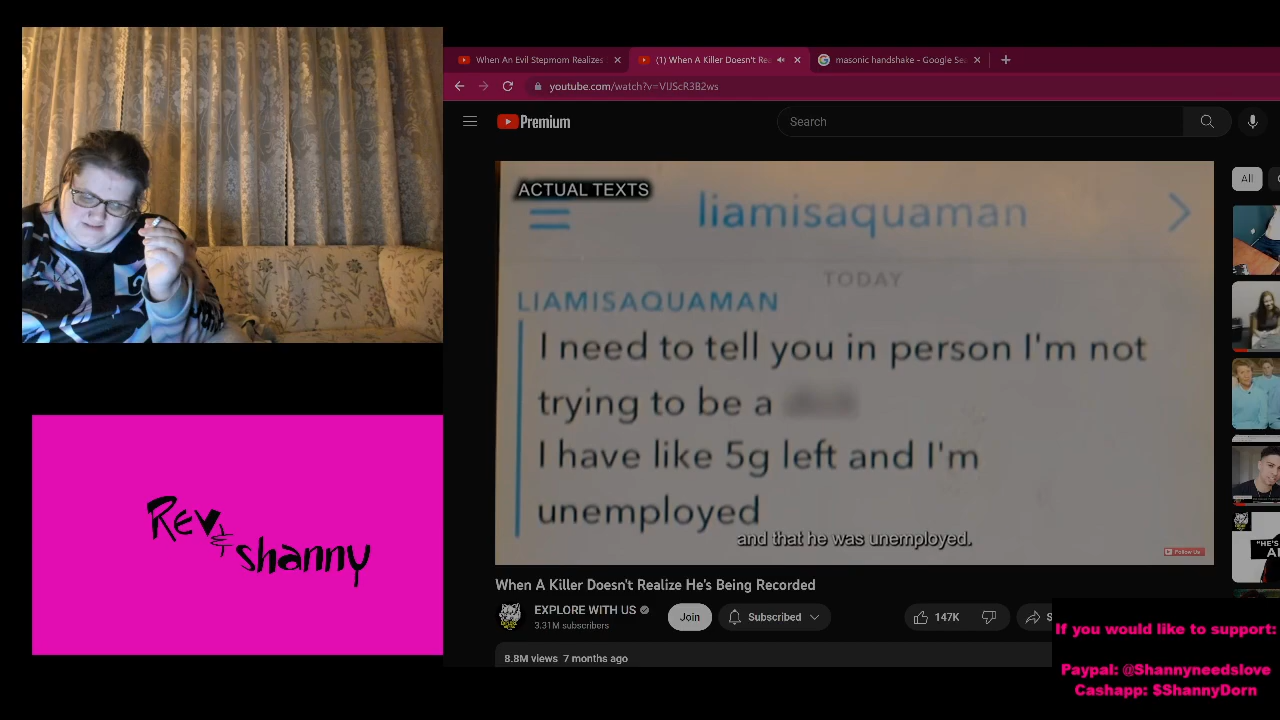 When An Evil Stepmom Realizes
(1) When A Killer Doesn't Re
masonic handshake - Google Se
youtube.com/watch?v=VlJScR3B2ws
Premium
Search
All
ACTUAL TEXTS
liamisaquaman
TODAY
LIAMISAQUAMAN
I need to tell you in person I'm not
trying to be a
I have like 5g left and I'm
unemployed
and that he was unemployed.
Follow Us
When A Killer Doesn't Realize He's Being Recorded
EXPLORE WITH US
3.31M subscribers
Join
Subscribed
147K
S
8.8M views 7 months ago
Rev
&
Shanny
If you would like to support:
Paypal: @Shannyneedslove
Cashapp: $ShannyDorn
"HE'S